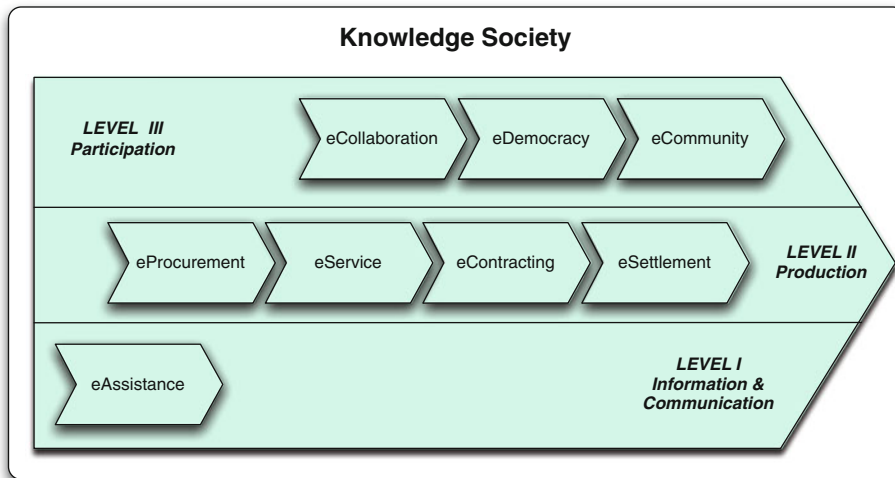 Knowledge Society
LEVEL III
Participation
eCollaboration
eDemocracy
eCommunity
eProcurement
eService
eContracting
eSettlement
LEVEL II
Production
eAssistance
LEVEL I
Information &
Communication